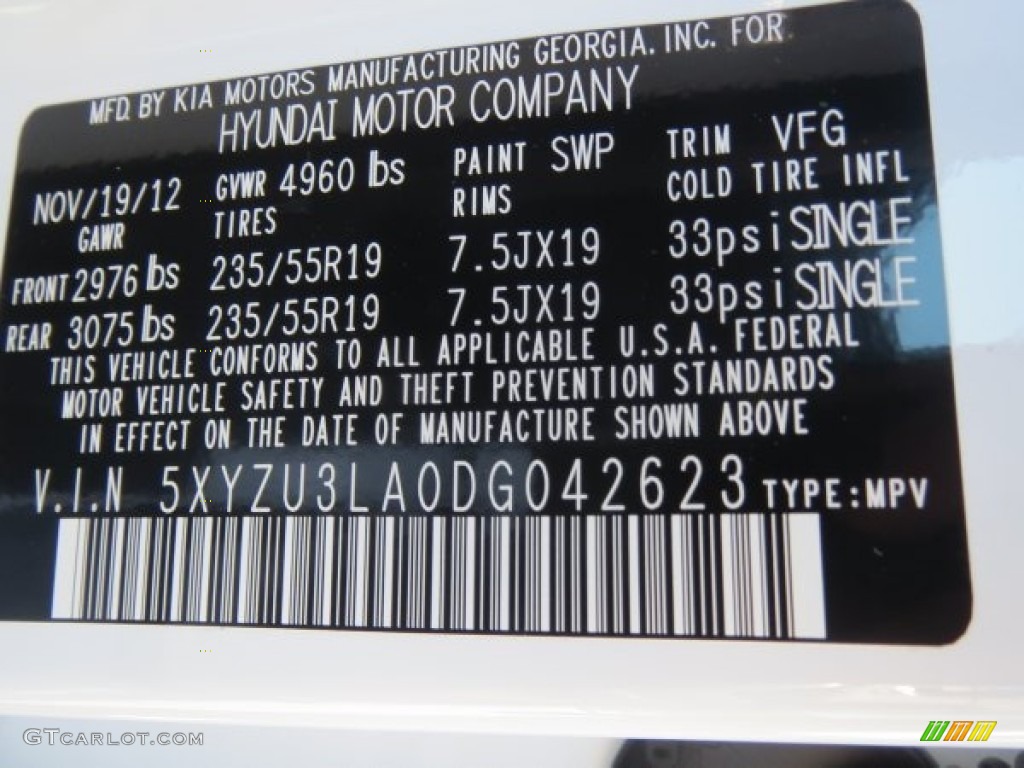 MFD. BY KIA MOTORS MANUFACTURING GEORGIA. INC. FOR
HYUNDAI MOTOR COMPANY
NOV/19/12 GVWR 4960 lbs PAINT SWP TRIM VFG
GAWR TIRES RIMS COLD TIRE INFL
FRONT 2976 lbs 235/55R19 7.5JX19 33psi SINGLE
REAR 3075 lbs 235/55R19 7.5JX19 33psi SINGLE
THIS VEHICLE CONFORMS TO ALL APPLICABLE U.S.A. FEDERAL
MOTOR VEHICLE SAFETY AND THEFT PREVENTION STANDARDS
IN EFFECT ON THE DATE OF MANUFACTURE SHOWN ABOVE
V.I.N 5XYZU3LA0DG042623 TYPE:MPV
GTCARLOT.COM